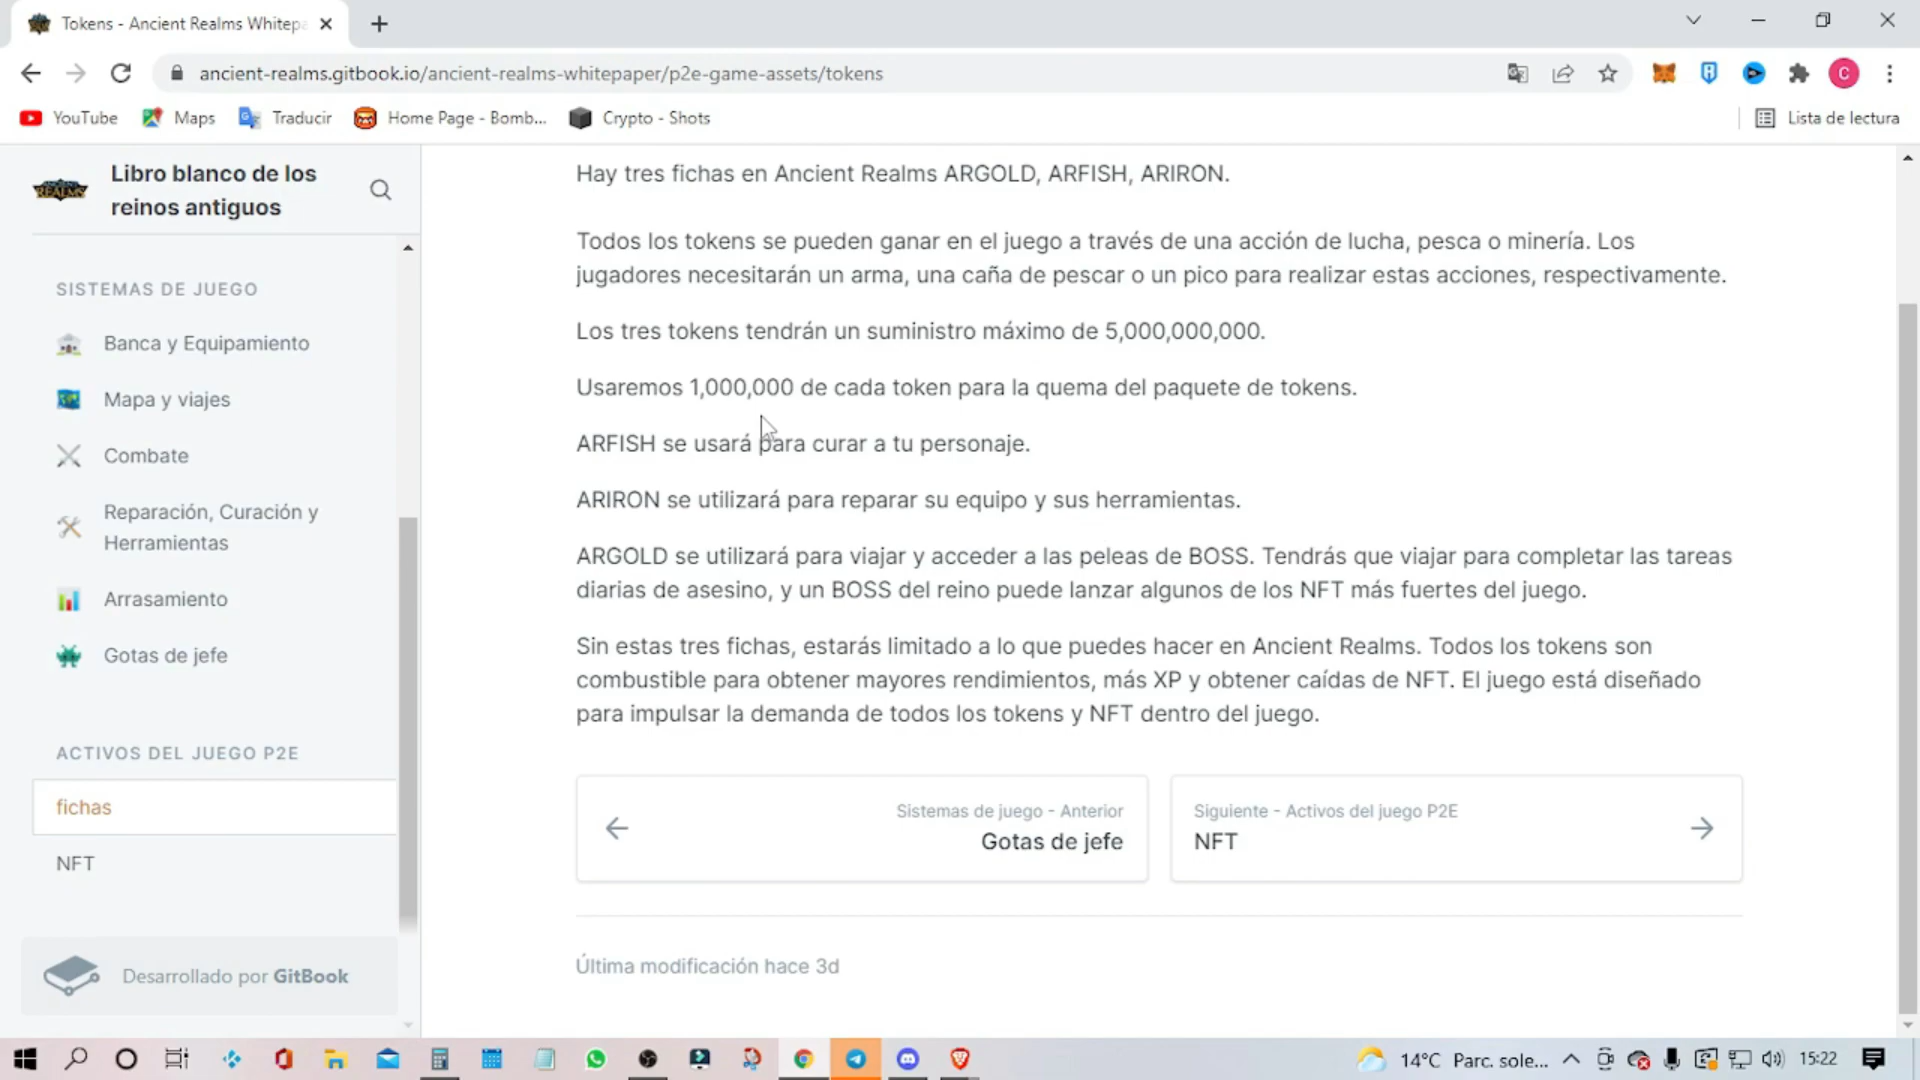 Tokens - Ancient Realms Whitepa
ancient-realms.gitbook.io/ancient-realms-whitepaper/p2e-game-assets/tokens
C
YouTube
Maps
Traducir
Home Page - Bomb...
Crypto - Shots
Lista de lectura
REALMS
Libro blanco de los
reinos antiguos
SISTEMAS DE JUEGO
Banca y Equipamiento
Mapa y viajes
Combate
Reparación, Curación y
Herramientas
Arrasamiento
Gotas de jefe
ACTIVOS DEL JUEGO P2E
fichas
NFT
Desarrollado por GitBook
Hay tres fichas en Ancient Realms ARGOLD, ARFISH, ARIRON.
Todos los tokens se pueden ganar en el juego a través de una acción de lucha, pesca o minería. Los
jugadores necesitarán un arma, una caña de pescar o un pico para realizar estas acciones, respectivamente.
Los tres tokens tendrán un suministro máximo de 5,000,000,000.
Usaremos 1,000,000 de cada token para la quema del paquete de tokens.
ARFISH se usará para curar a tu personaje.
ARIRON se utilizará para reparar su equipo y sus herramientas.
ARGOLD se utilizará para viajar y acceder a las peleas de BOSS. Tendrás que viajar para completar las tareas
diarias de asesino, y un BOSS del reino puede lanzar algunos de los NFT más fuertes del juego.
Sin estas tres fichas, estarás limitado a lo que puedes hacer en Ancient Realms. Todos los tokens son
combustible para obtener mayores rendimientos, más XP y obtener caídas de NFT. El juego está diseñado
para impulsar la demanda de todos los tokens y NFT dentro del juego.
Sistemas de juego - Anterior
Gotas de jefe
Siguiente - Activos del juego P2E
NFT
Última modificación hace 3d
14°C Parc. sole...
15:22